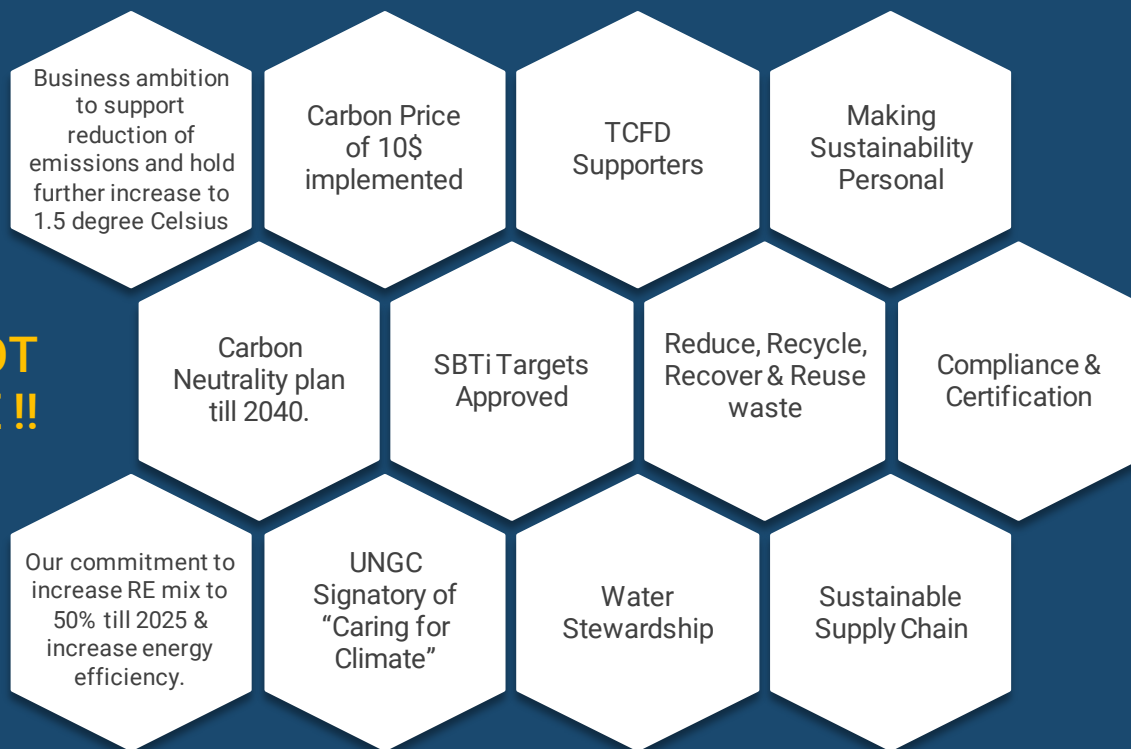 Business ambition
to support
reduction of
emissions and hold
further increase to
1.5 degree Celsius
Carbon Price
of 10$
implemented
TCFD
Supporters
Making
Sustainability
Personal
!!
Carbon
Neutrality plan
till 2040.
SBTi Targets
Approved
Reduce, Recycle,
Recover & Reuse
waste
Compliance &
Certification
Our commitment to
increase RE mix to
50% till 2025 &
increase energy
efficiency.
UNGC
Signatory of
“Caring for
Climate”
Water
Stewardship
Sustainable
Supply Chain